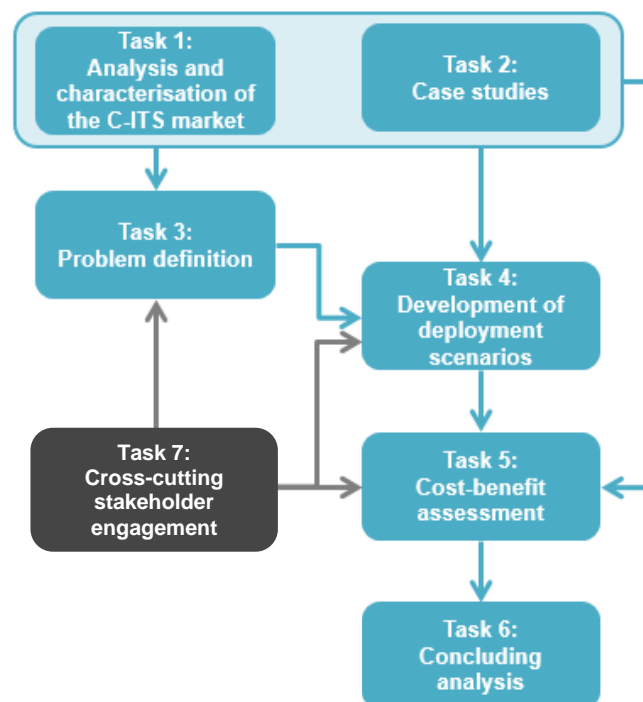 Task 1:
Analysis and
characterisation of
the C-ITS market
Task 2:
Case studies
Task 3:
Problem definition
Task 4:
Development of
deployment
scenarios
Task 7:
Cross-cutting
stakeholder
engagement
Task 5:
Cost-benefit
assessment
Task 6:
Concluding
analysis